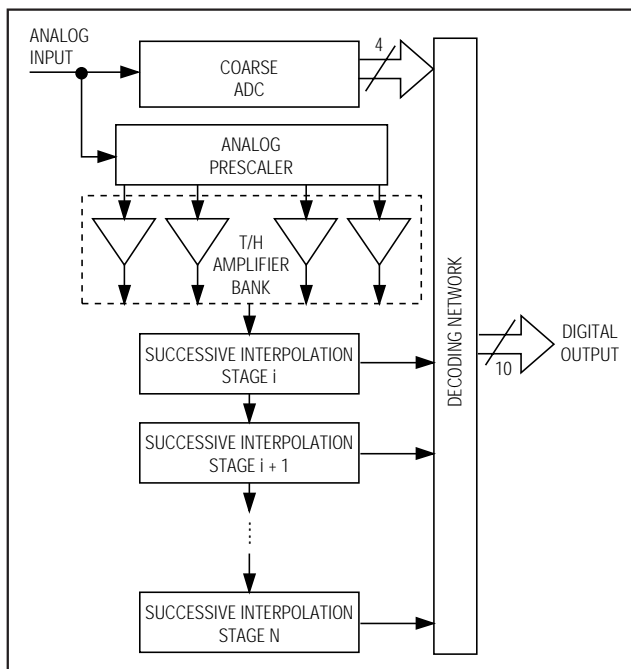 ANALOG
INPUT
COARSE
ADC
4
ANALOG
PRESCALER
T/H
AMPLIFIER
BANK
SUCCESSIVE INTERPOLATION
STAGE i
SUCCESSIVE INTERPOLATION
STAGE i + 1
SUCCESSIVE INTERPOLATION
STAGE N
DECODING NETWORK
10
DIGITAL
OUTPUT